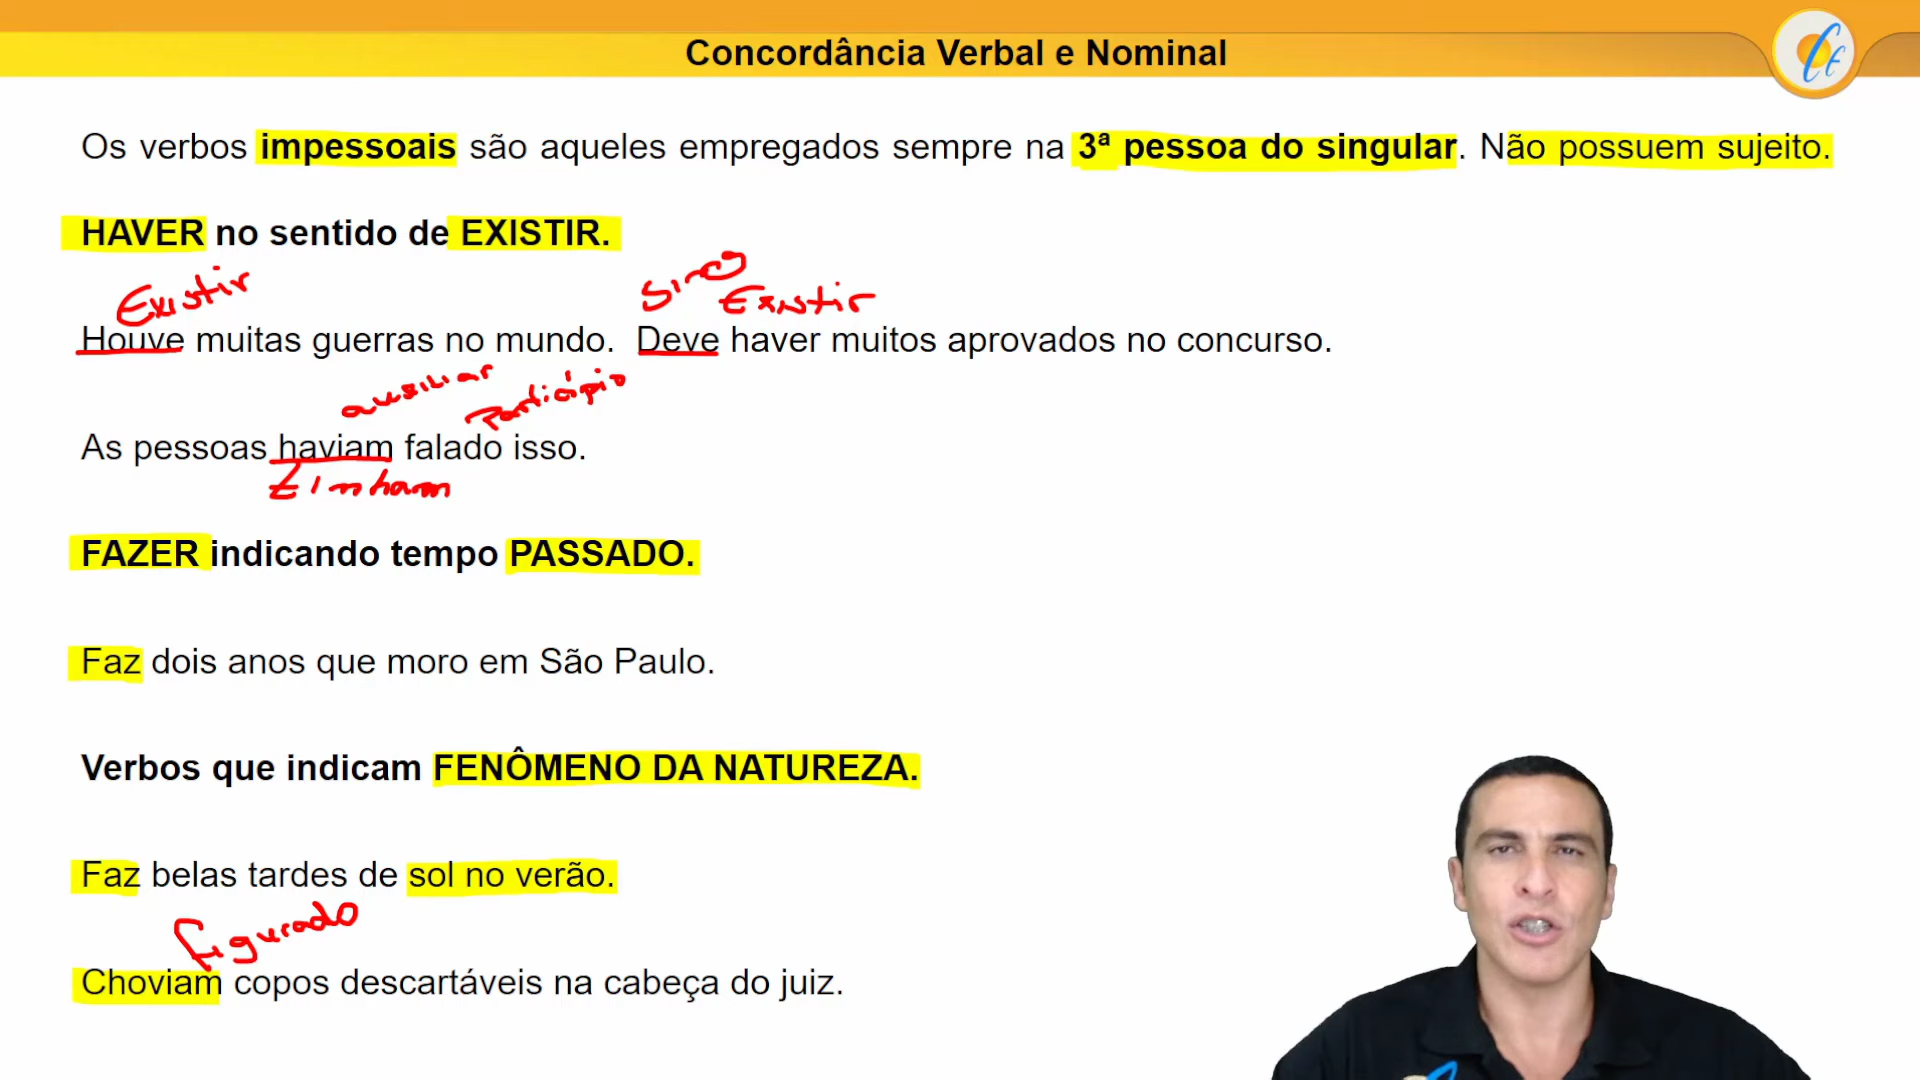 Concordância Verbal e Nominal
Os verbos impessoais são aqueles empregados sempre na 3ª pessoa do singular. Não possuem sujeito.
HAVER no sentido de EXISTIR.
Existir
Existir
Houve muitas guerras no mundo. Deve haver muitos aprovados no concurso.
auxiliar Particípio
As pessoas haviam falado isso.
tinham
FAZER indicando tempo PASSADO.
Faz dois anos que moro em São Paulo.
Verbos que indicam FENÔMENO DA NATUREZA.
Faz belas tardes de sol no verão.
figurado
Choviam copos descartáveis na cabeça do juiz.